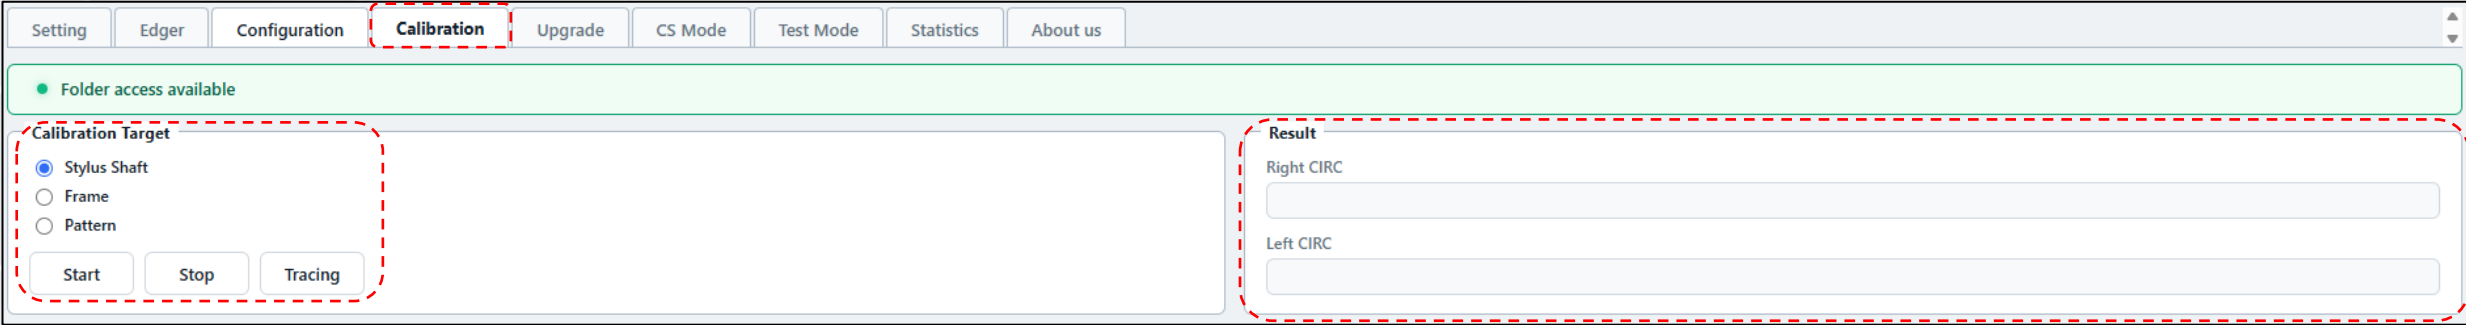 Setting Edger Configuration Calibration Upgrade CS Mode Test Mode Statistics About us
Folder access available
Calibration Target
Stylus Shaft
Frame
Pattern
Start Stop Tracing
Result
Right CIRC
Left CIRC